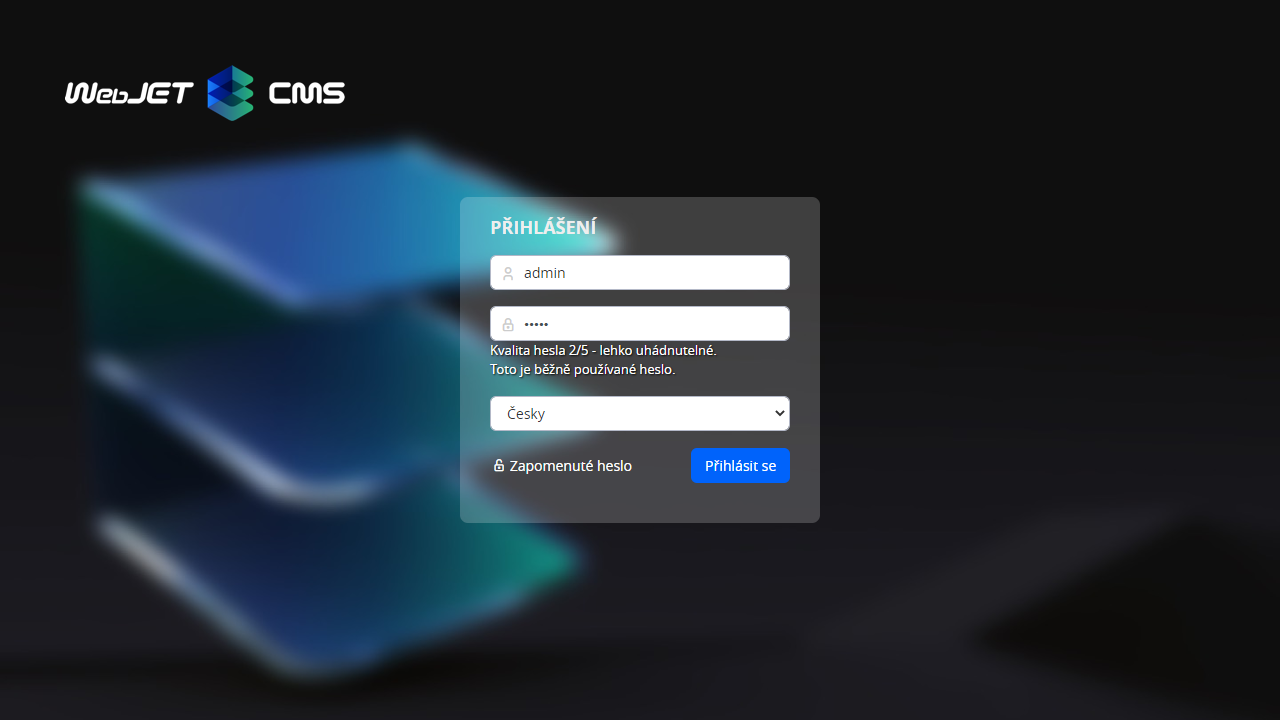 WebJET CMS
PŘIHLÁŠENÍ
admin
•••••
Kvalita hesla 2/5 - lehko uhádnutelné.
Toto je běžně používané heslo.
Česky
Zapomenuté heslo
Přihlásit se